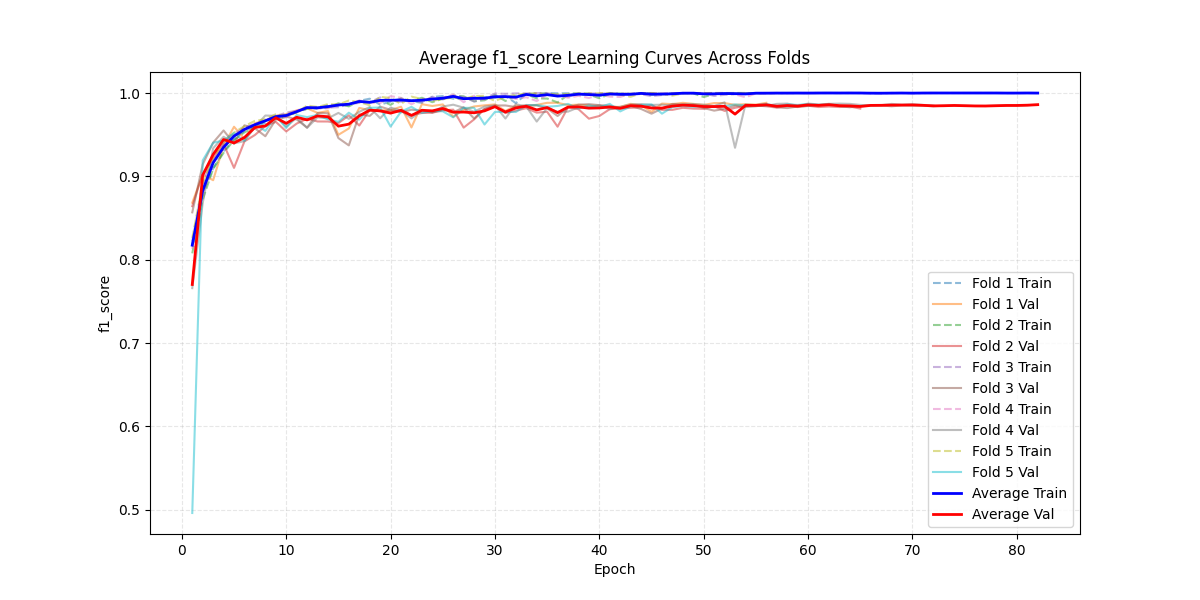 Average f1_score Learning Curves Across Folds
1.0
0.9
0.8
0.7
0.6
0.5
f1_score
0 10 20 30 40 50 60 70 80
Epoch
Fold 1 Train
Fold 1 Val
Fold 2 Train
Fold 2 Val
Fold 3 Train
Fold 3 Val
Fold 4 Train
Fold 4 Val
Fold 5 Train
Fold 5 Val
Average Train
Average Val